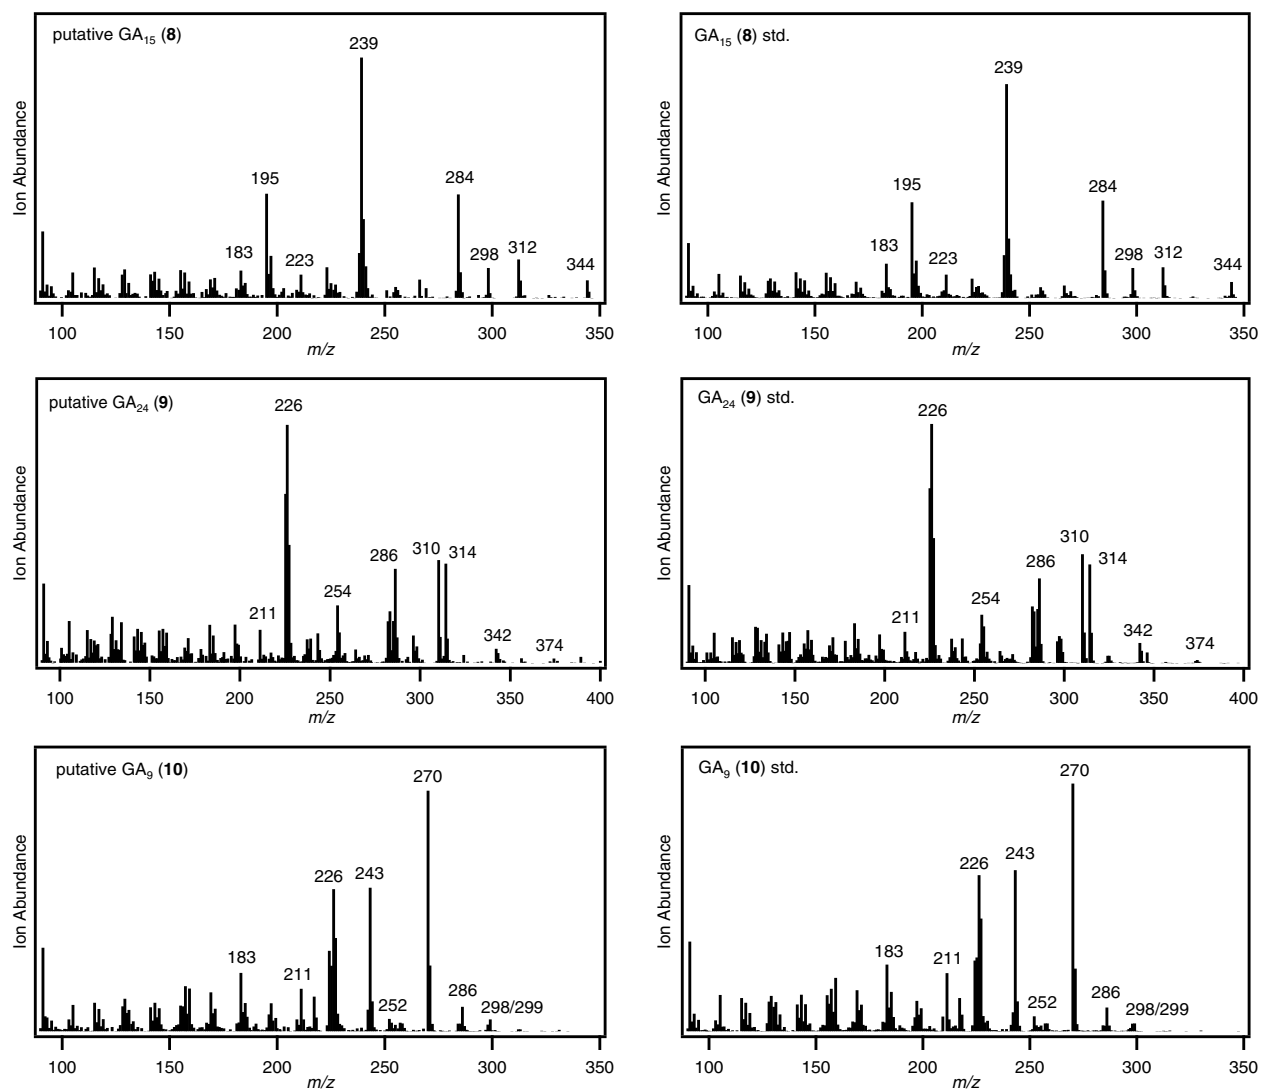 putative GA15 (8)
239
195
284
183
223
298
312
344
Ion Abundance
100 150 200 250 300 350
m/z
GA15 (8) std.
239
195
284
183
223
298
312
344
Ion Abundance
100 150 200 250 300 350
m/z
putative GA24 (9)
226
286
310
314
254
211
342
374
Ion Abundance
100 150 200 250 300 350 400
m/z
GA24 (9) std.
226
310
286
314
254
211
342
374
Ion Abundance
100 150 200 250 300 350 400
m/z
putative GA9 (10)
270
226
243
183
211
252
286
298/299
Ion Abundance
100 150 200 250 300 350
m/z
GA9 (10) std.
270
226
243
183
211
252
286
298/299
Ion Abundance
100 150 200 250 300 350
m/z